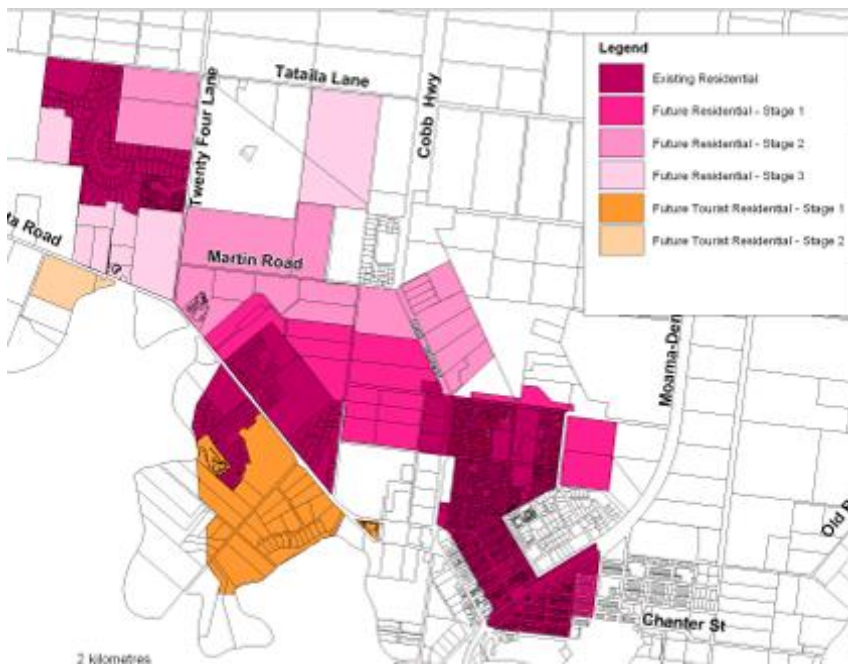 Legend
Existing Residential
Future Residential - Stage 1
Future Residential - Stage 2
Future Residential - Stage 3
Future Tourist Residential - Stage 1
Future Tourist Residential - Stage 2
Tataila Lane
Cobb Hwy
Twenty Four Lane
ta Road
Martin Road
Moama-Den
Old
Chanter St
2 kilometres